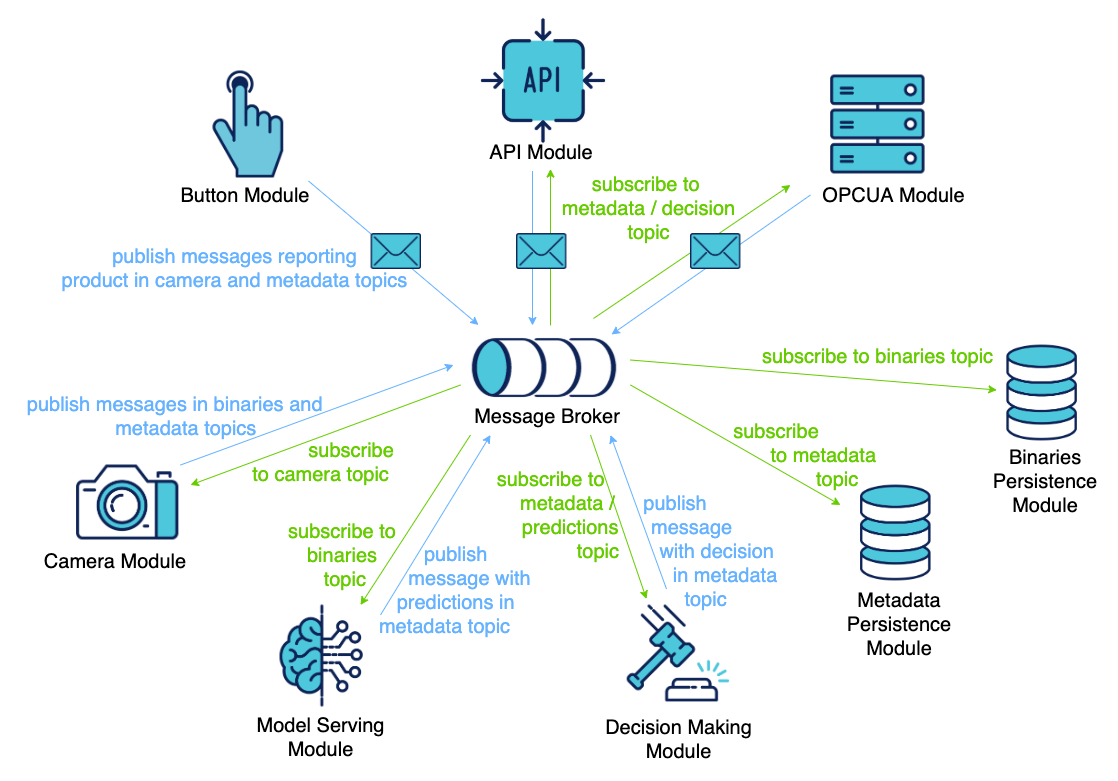 API
API Module
Button Module
OPCUA Module
subscribe to
metadata / decision
topic
publish messages reporting
product in camera and metadata topics
Message Broker
subscribe to binaries topic
Binaries
Persistence
Module
publish messages in binaries and
metadata topics
subscribe
to camera topic
Camera Module
subscribe
to metadata
topic
Metadata
Persistence
Module
subscribe to
binaries
topic
publish
message with
predictions in
metadata topic
Model Serving
Module
subscribe to
metadata /
predictions
topic
publish
message
with decision
in metadata
topic
Decision Making
Module